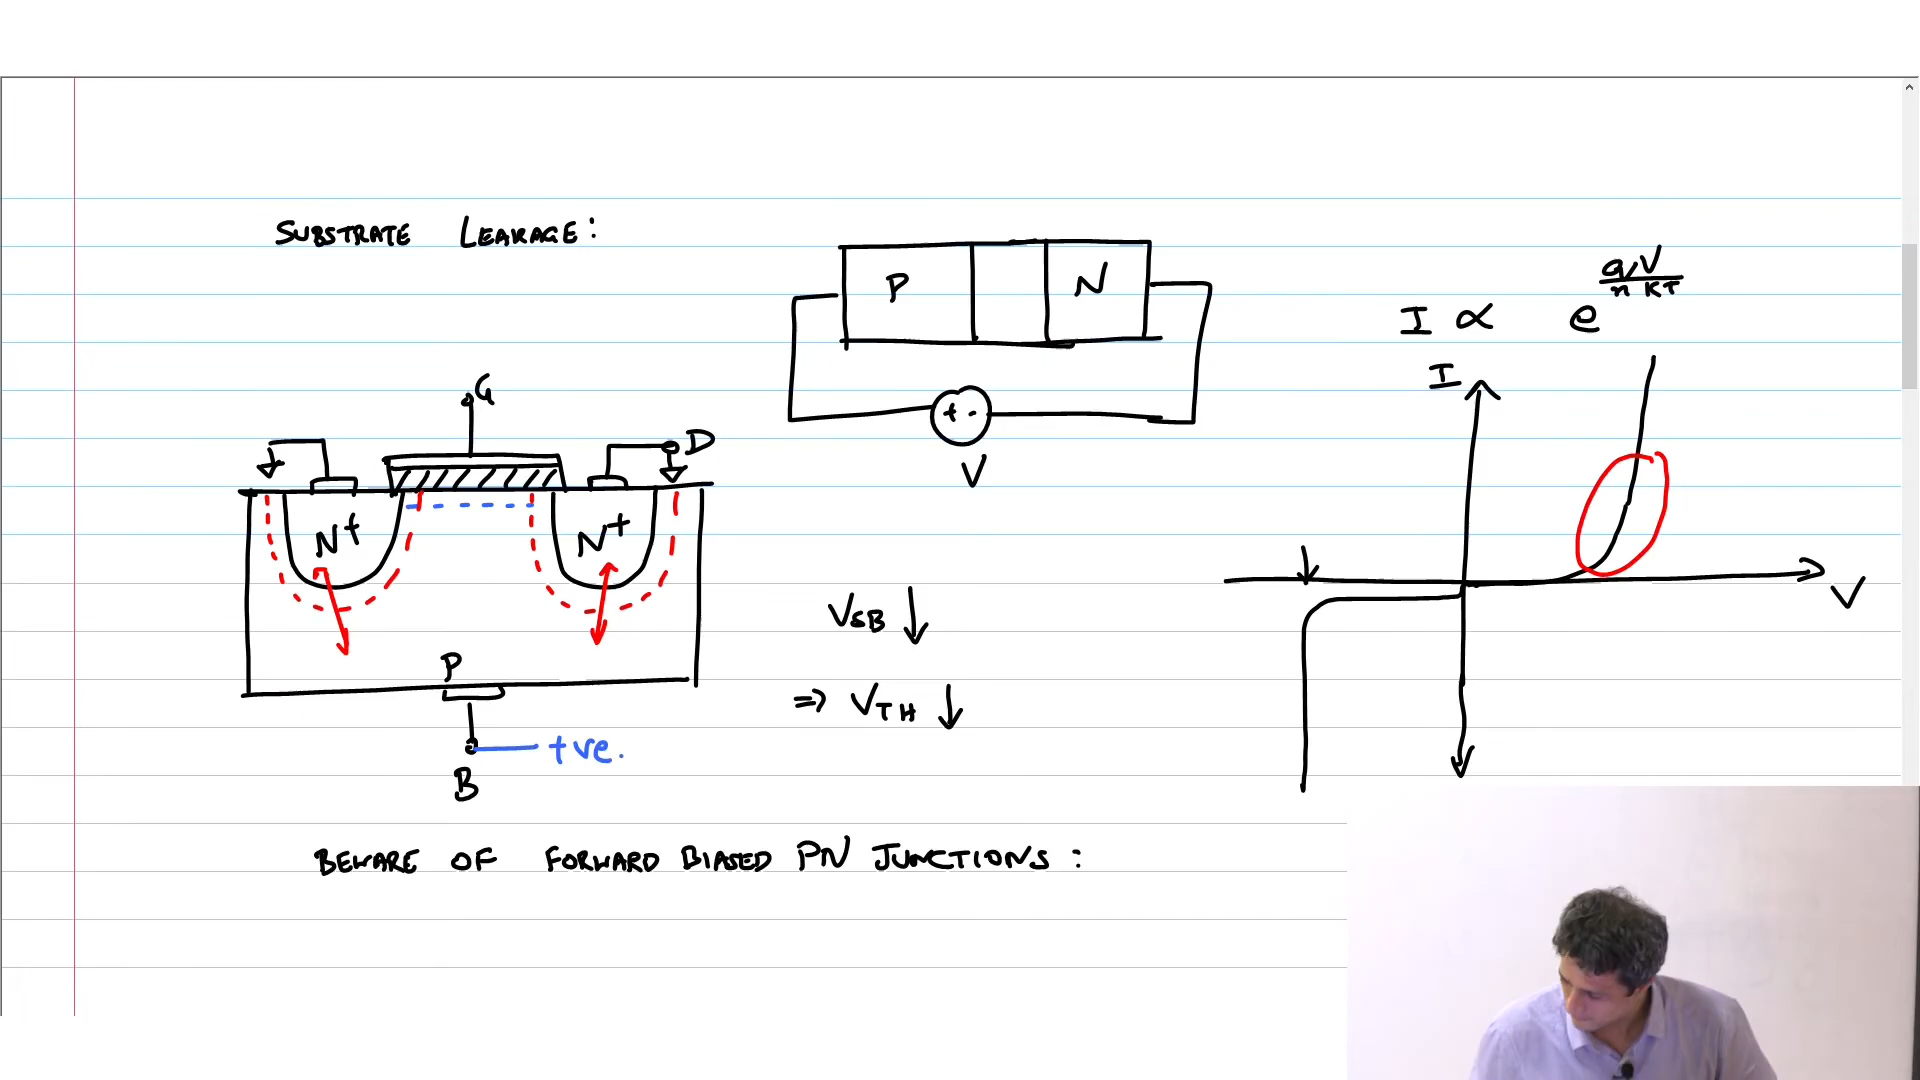 SUBSTRATE LEAKAGE:
P N
+ -
V
I ∝ e^(qV/nKT)
I
V
G
D
N+ N+
P
B
+ve.
VSB ↓
⇒ VTH ↓
BEWARE OF FORWARD BIASED PN JUNCTIONS: